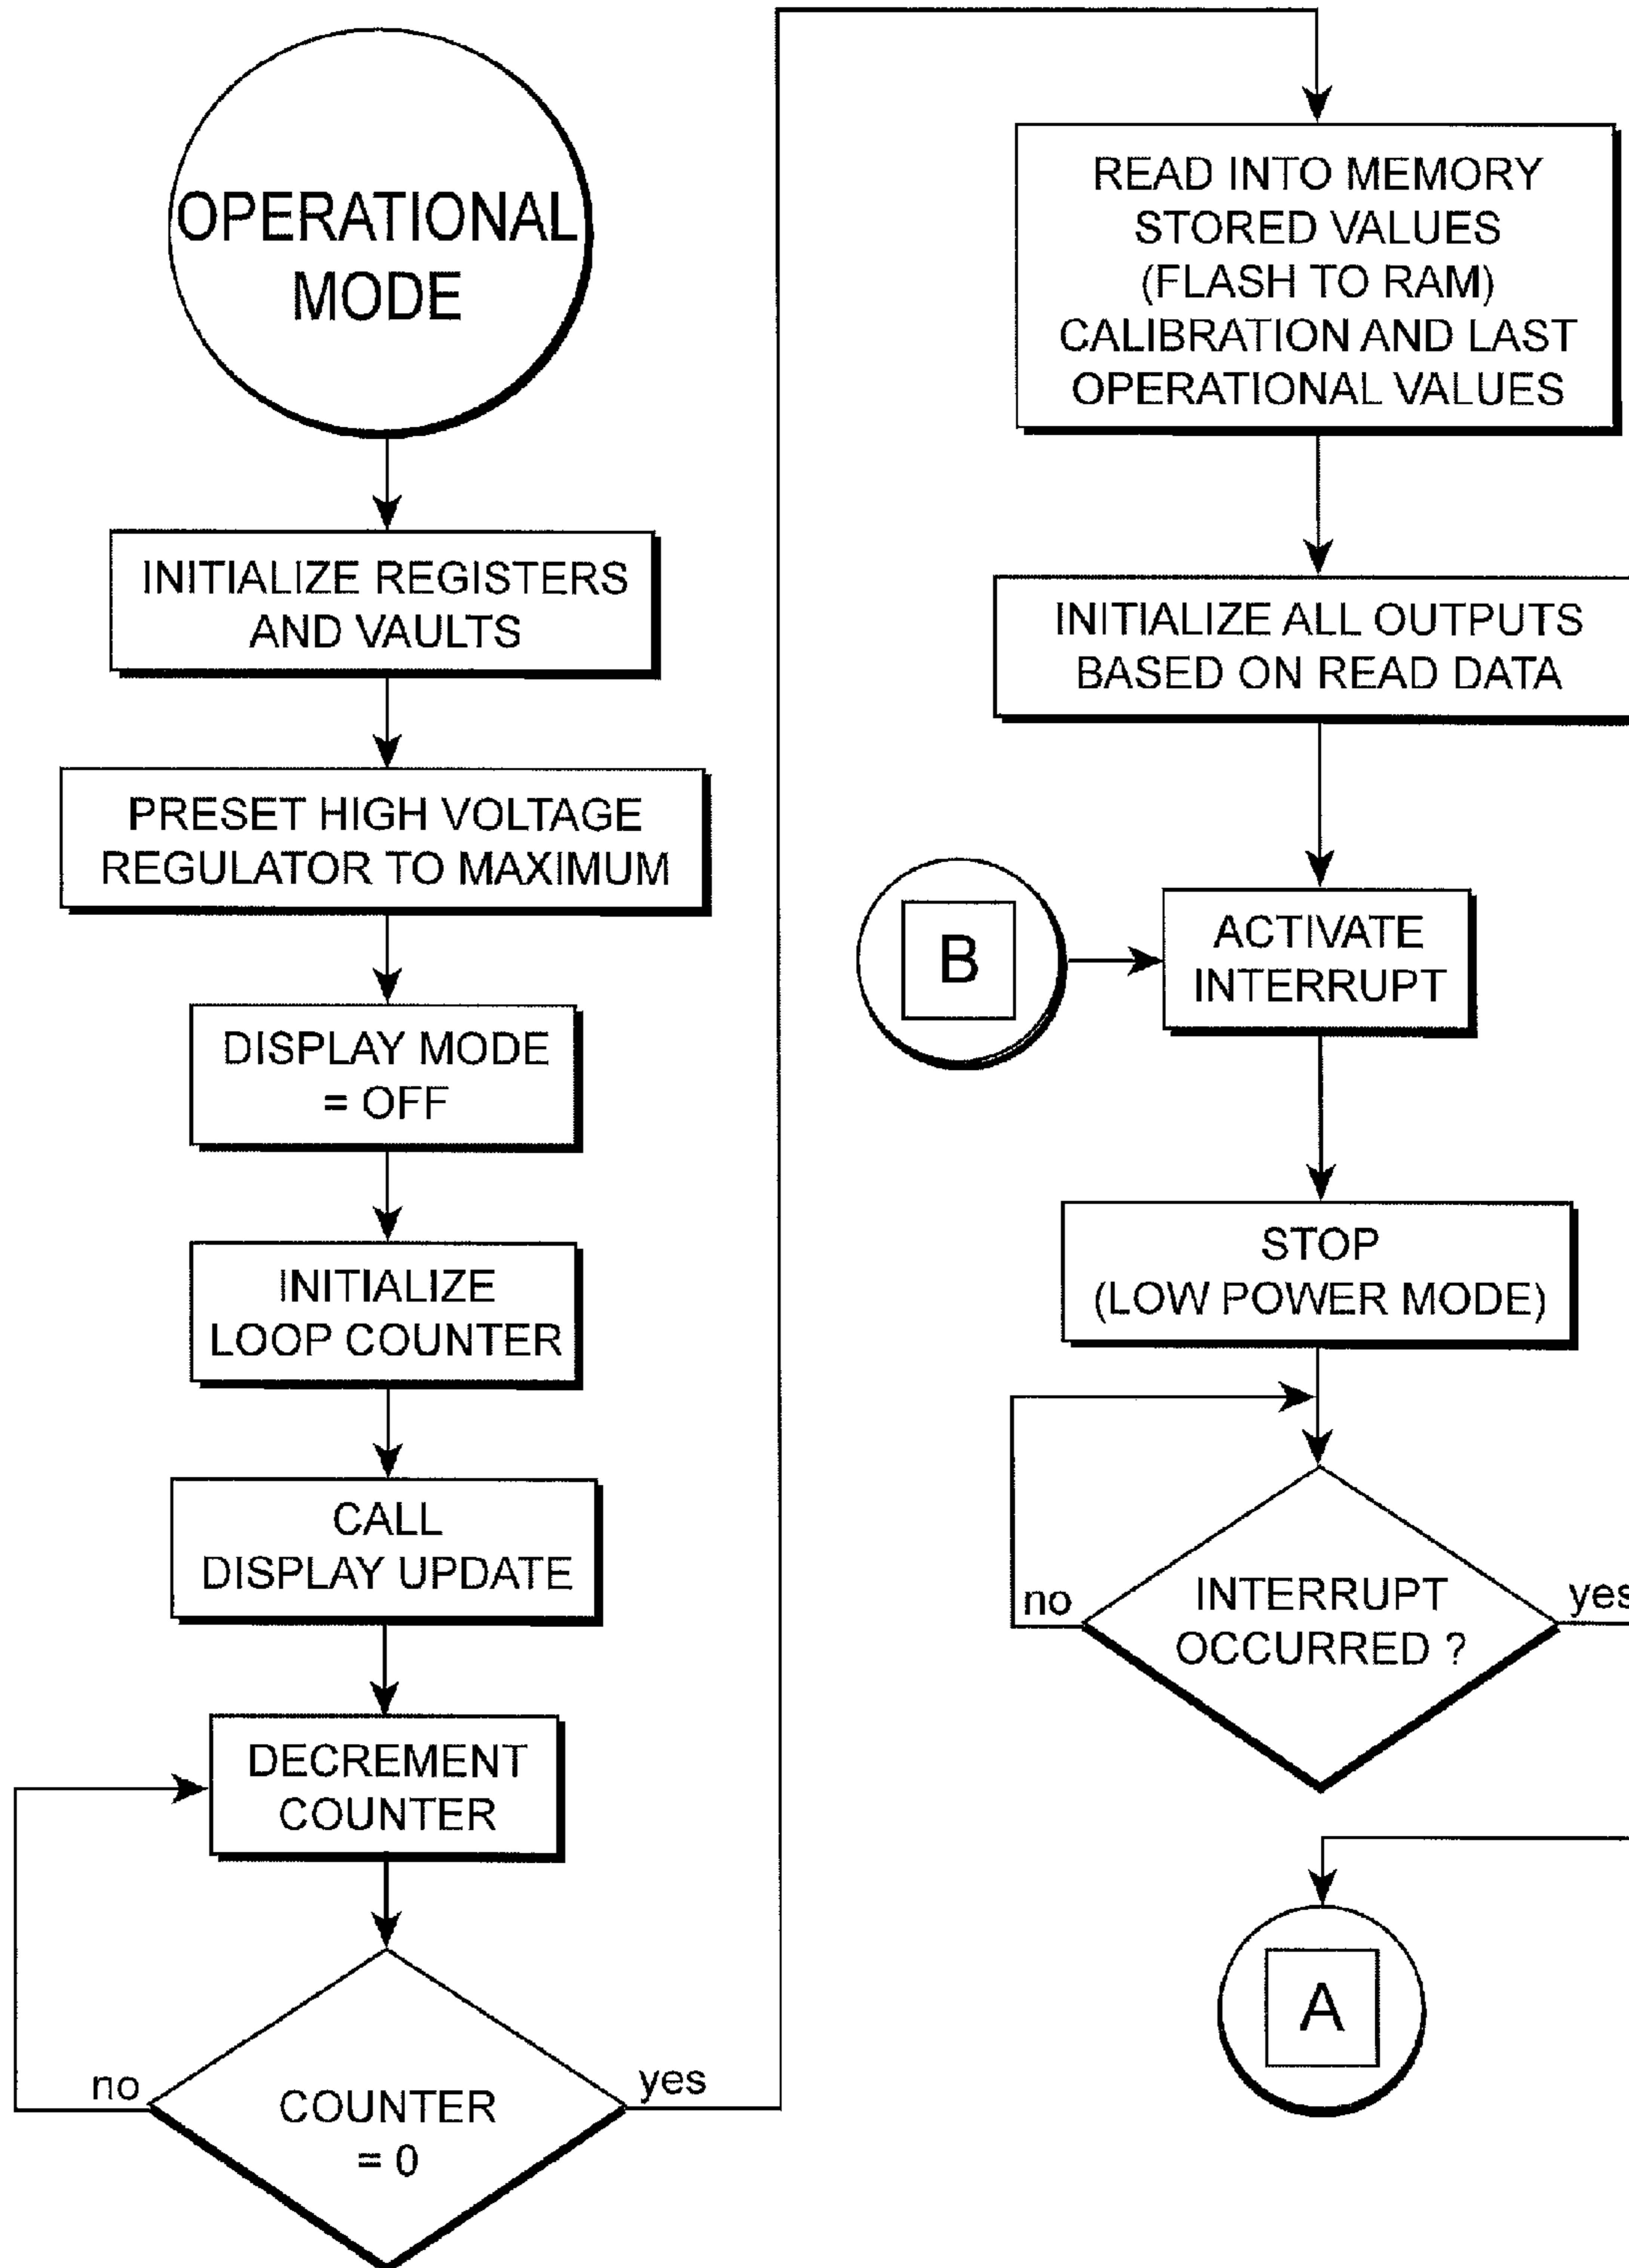 OPERATIONAL
MODE
INITIALIZE REGISTERS
AND VAULTS
PRESET HIGH VOLTAGE
REGULATOR TO MAXIMUM
DISPLAY MODE
= OFF
INITIALIZE
LOOP COUNTER
CALL
DISPLAY UPDATE
DECREMENT
COUNTER
no
yes
COUNTER
= 0
READ INTO MEMORY
STORED VALUES
(FLASH TO RAM)
CALIBRATION AND LAST
OPERATIONAL VALUES
INITIALIZE ALL OUTPUTS
BASED ON READ DATA
B
ACTIVATE
INTERRUPT
STOP
(LOW POWER MODE)
no
INTERRUPT
OCCURRED ?
yes
A